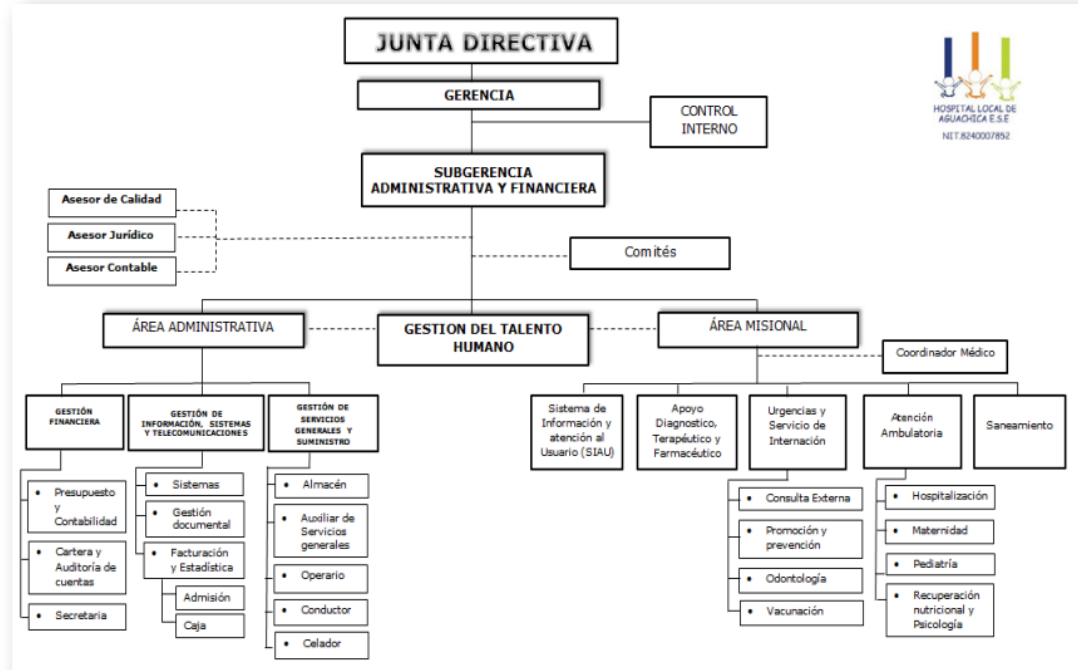 JUNTA DIRECTIVA
GERENCIA
CONTROL
INTERNO
HOSPITAL LOCAL DE
AGUACHICA E.S.E
NIT.8240007852
SUBGERENCIA
ADMINISTRATIVA Y FINANCIERA
Asesor de Calidad
Asesor Jurídico
Asesor Contable
Comités
ÁREA ADMINISTRATIVA
GESTION DEL TALENTO
HUMANO
ÁREA MISIONAL
Coordinador Médico
GESTIÓN
FINANCIERA
GESTIÓN DE
INFORMACIÓN, SISTEMAS
Y TELECOMUNICACIONES
GESTIÓN DE
SERVICIOS
GENERALES Y
SUMINISTRO
Sistema de
Información y
atención al
Usuario (SIAU)
Apoyo
Diagnostico,
Terapéutico y
Farmacéutico
Urgencias y
Servicio de
Internación
Atención
Ambulatoria
Saneamiento
• Presupuesto
y
Contabilidad
• Cartera y
Auditoría de
cuentas
• Secretaria
• Sistemas
• Gestión
documental
• Facturación
y Estadística
Admisión
Caja
• Almacén
• Auxiliar de
Servicios
generales
• Operario
• Conductor
• Celador
• Consulta Externa
• Promoción y
prevención
• Odontología
• Vacunación
• Hospitalización
• Maternidad
• Pediatría
• Recuperación
nutricional y
Psicología